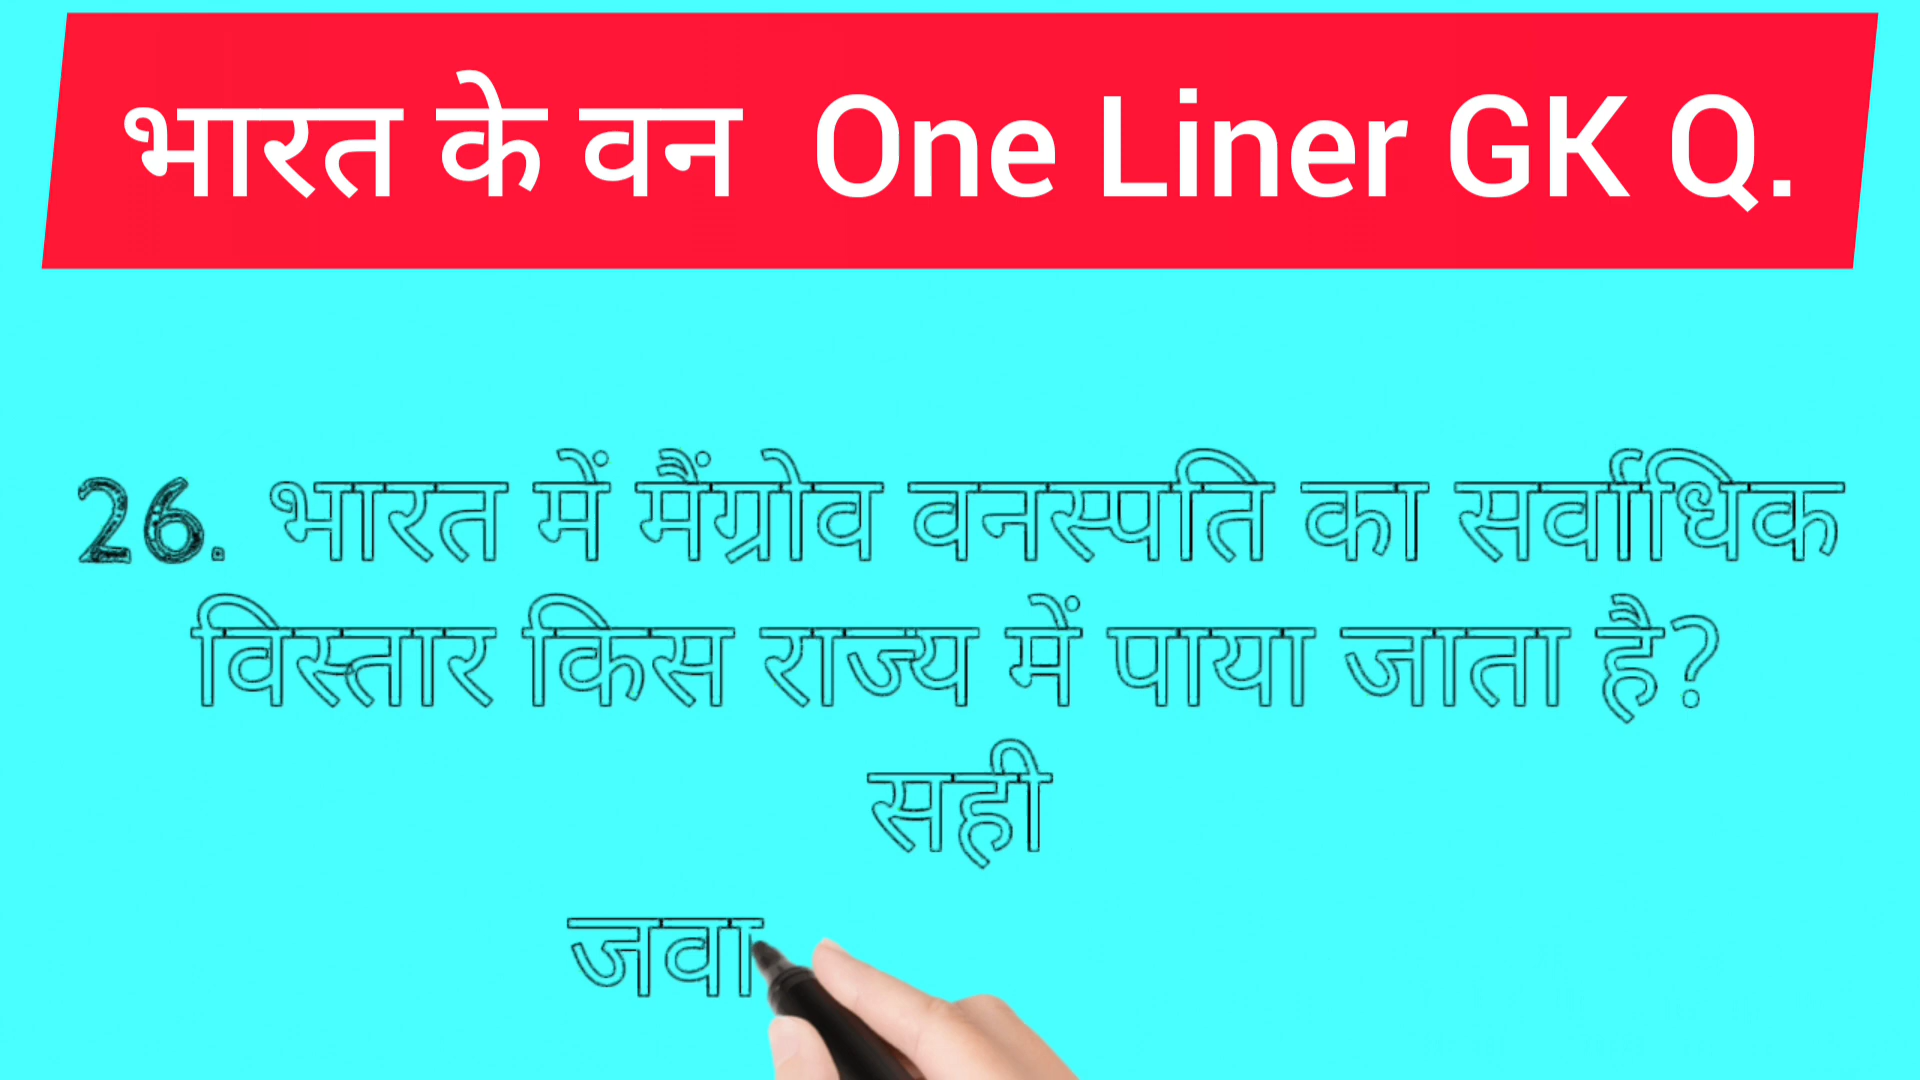 भारत के वन One Liner GK Q.
26. भारत में मैंग्रोव वनस्पति का सर्वाधिक
विस्तार किस राज्य में पाया जाता है?
सही
जवा